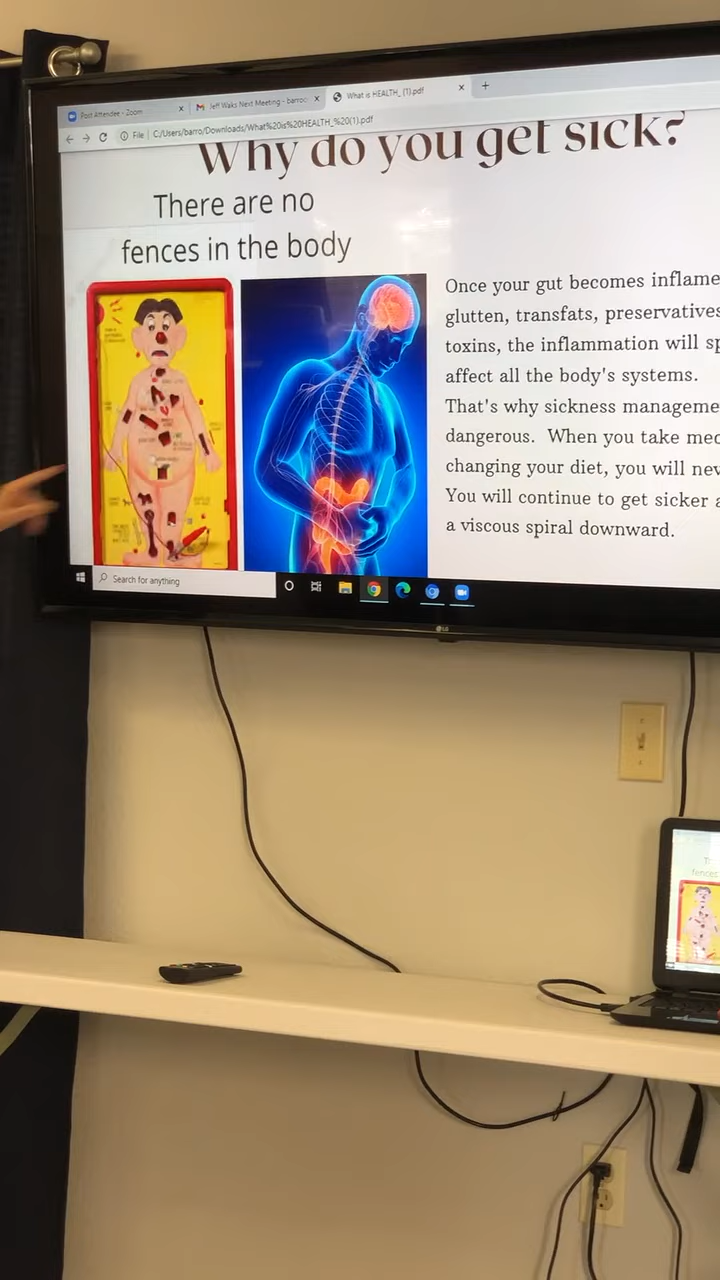 Post Attendee - Zoom
Jeff Waks Next Meeting - barro
What is HEALTH_ (1).pdf
File | C:/Users/barro/Downloads/What%20is%20HEALTH_%20(1).pdf
Why do you get sick?
There are no
fences in the body
Once your gut becomes inflame
glutten, transfats, preservatives
toxins, the inflammation will sp
affect all the body's systems.
That's why sickness manageme
dangerous. When you take med
changing your diet, you will nev
You will continue to get sicker a
a viscous spiral downward.
Search for anything
LG
fences